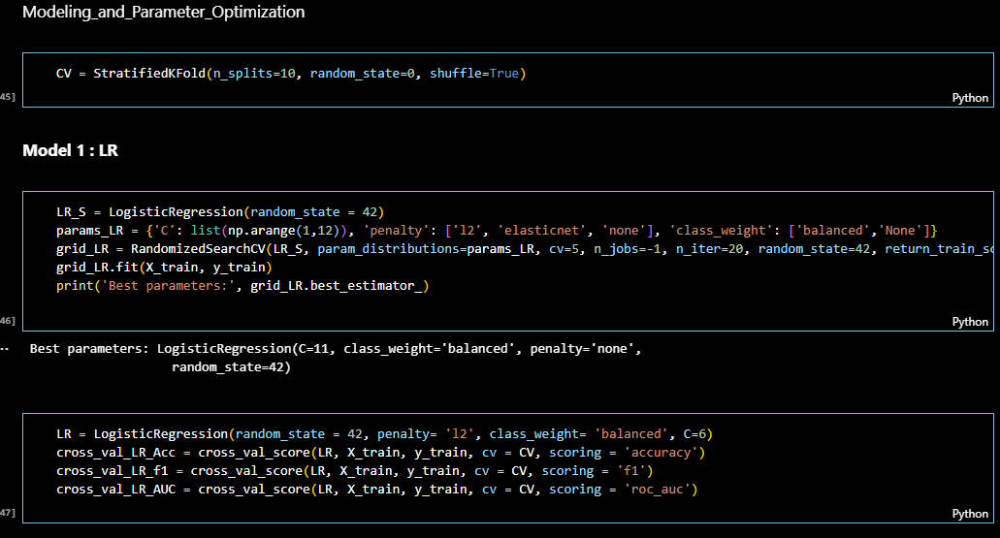 Modeling_and_Parameter_Optimization
CV = StratifiedKFold(n_splits=10, random_state=0, shuffle=True)
45]
Python
Model 1 : LR
LR_S = LogisticRegression(random_state = 42)
params_LR = {'C': list(np.arange(1,12)), 'penalty': ['l2', 'elasticnet', 'none'], 'class_weight': ['balanced','None']}
grid_LR = RandomizedSearchCV(LR_S, param_distributions=params_LR, cv=5, n_jobs=-1, n_iter=20, random_state=42, return_train_sc
grid_LR.fit(X_train, y_train)
print('Best parameters:', grid_LR.best_estimator_)
46]
Python
Best parameters: LogisticRegression(C=11, class_weight='balanced', penalty='none',
random_state=42)
LR = LogisticRegression(random_state = 42, penalty= 'l2', class_weight= 'balanced', C=6)
cross_val_LR_Acc = cross_val_score(LR, X_train, y_train, cv = CV, scoring = 'accuracy')
cross_val_LR_f1 = cross_val_score(LR, X_train, y_train, cv = CV, scoring = 'f1')
cross_val_LR_AUC = cross_val_score(LR, X_train, y_train, cv = CV, scoring = 'roc_auc')
47]
Python